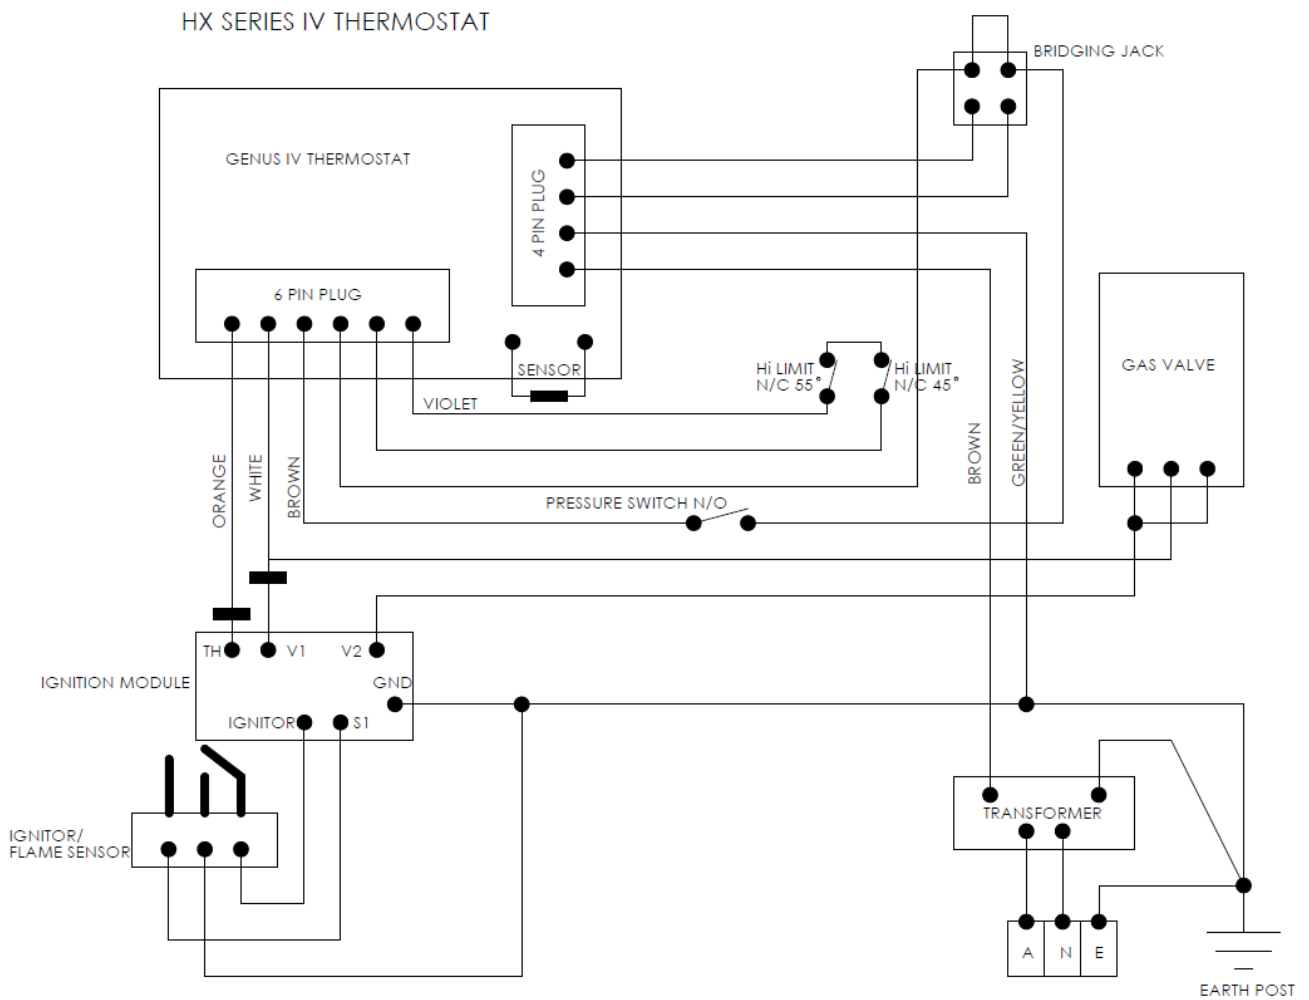 HX SERIES IV THERMOSTAT
BRIDGING JACK
GENUS IV THERMOSTAT
4 PIN PLUG
6 PIN PLUG
SENSOR
Hi LIMIT
N/C 55°
Hi LIMIT
N/C 45°
GAS VALVE
VIOLET
ORANGE
WHITE
BROWN
BROWN
GREEN/YELLOW
PRESSURE SWITCH N/O
TH
V1
V2
IGNITION MODULE
GND
IGNITOR
S1
TRANSFORMER
IGNITOR/
FLAME SENSOR
A
N
E
EARTH POST